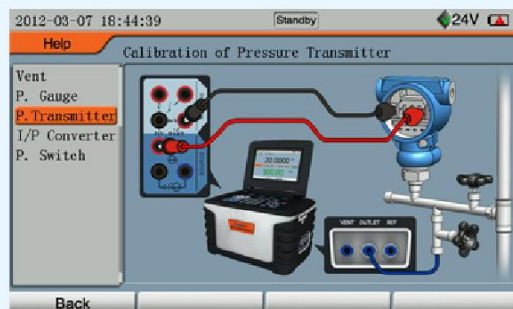 2012-03-07 18:44:39
Standby
24V
Help
Calibration of Pressure Transmitter
Vent
P. Gauge
P.Transmitter
I/P Converter
P. Switch
20.0000
VENT OUTLET REF
Back